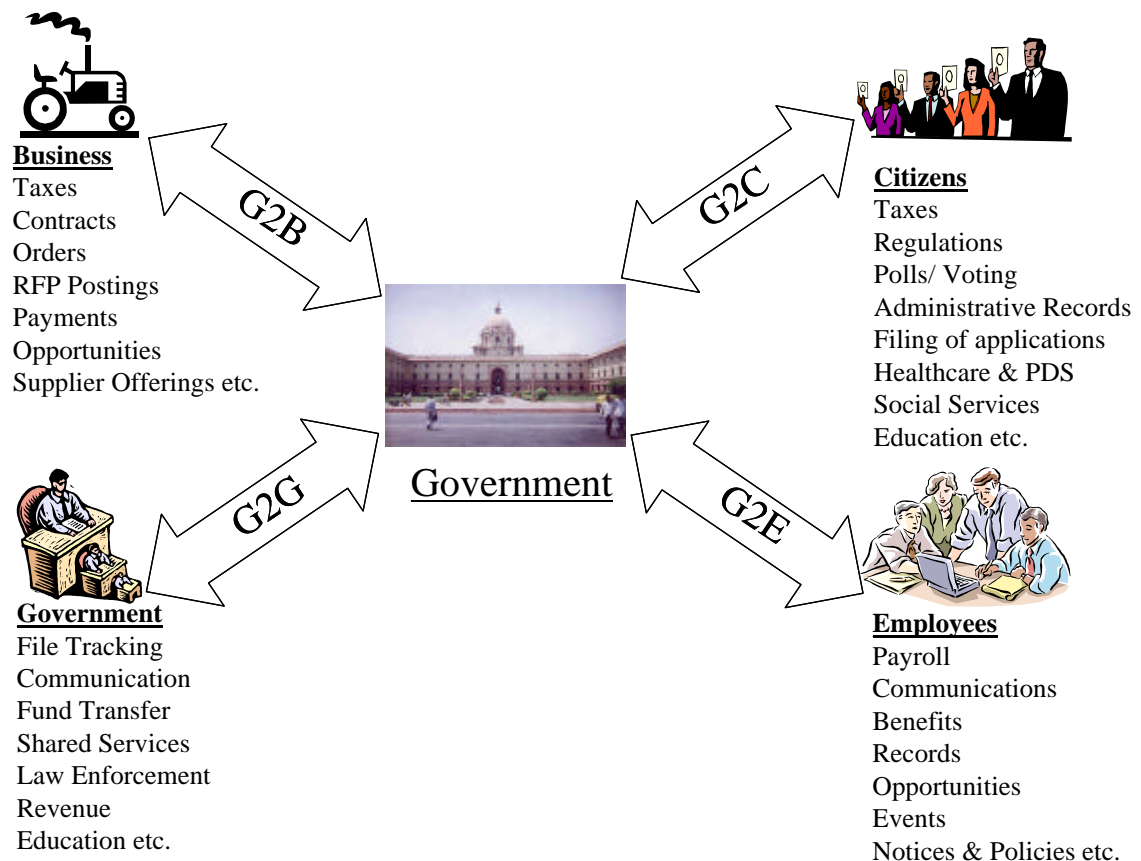 Business
Taxes
Contracts
Orders
RFP Postings
Payments
Opportunities
Supplier Offerings etc.
G2B
G2C
Citizens
Taxes
Regulations
Polls/ Voting
Administrative Records
Filing of applications
Healthcare & PDS
Social Services
Education etc.
Government
G2G
G2E
Government
File Tracking
Communication
Fund Transfer
Shared Services
Law Enforcement
Revenue
Education etc.
Employees
Payroll
Communications
Benefits
Records
Opportunities
Events
Notices & Policies etc.